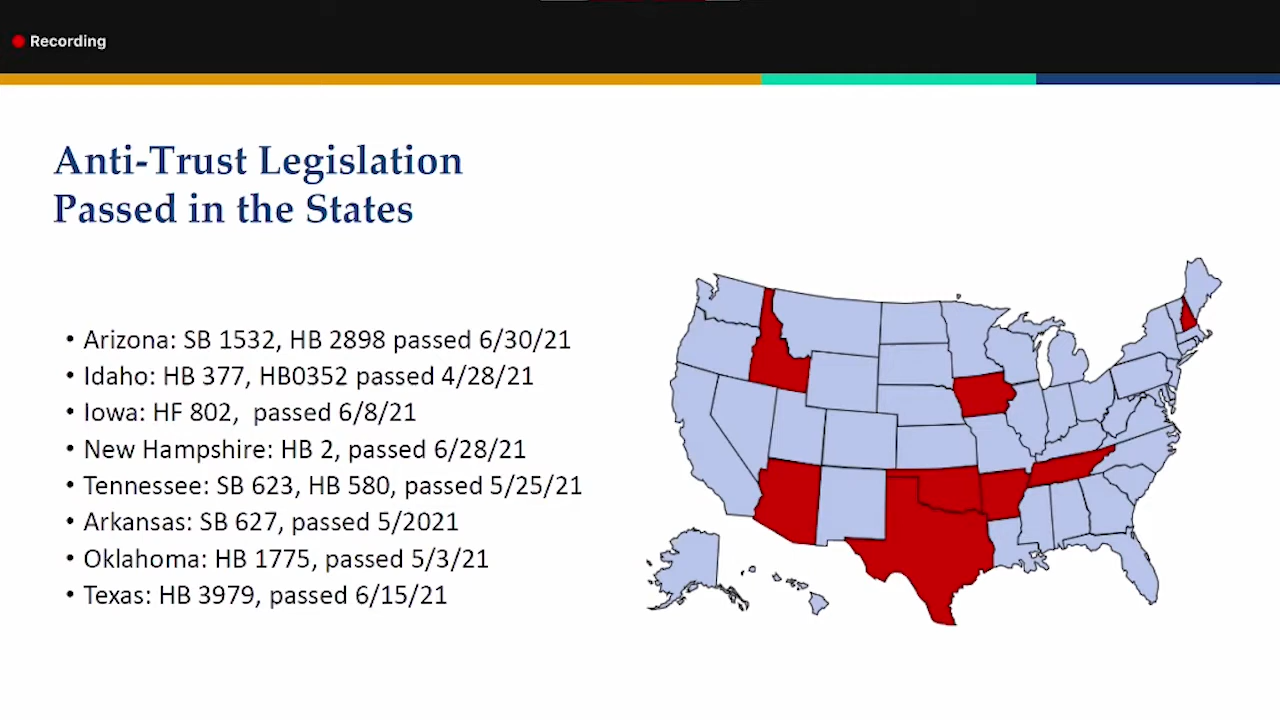 Recording
Anti-Trust Legislation
Passed in the States
• Arizona: SB 1532, HB 2898 passed 6/30/21
• Idaho: HB 377, HB0352 passed 4/28/21
• Iowa: HF 802,  passed 6/8/21
• New Hampshire: HB 2, passed 6/28/21
• Tennessee: SB 623, HB 580, passed 5/25/21
• Arkansas: SB 627, passed 5/2021
• Oklahoma: HB 1775, passed 5/3/21
• Texas: HB 3979, passed 6/15/21